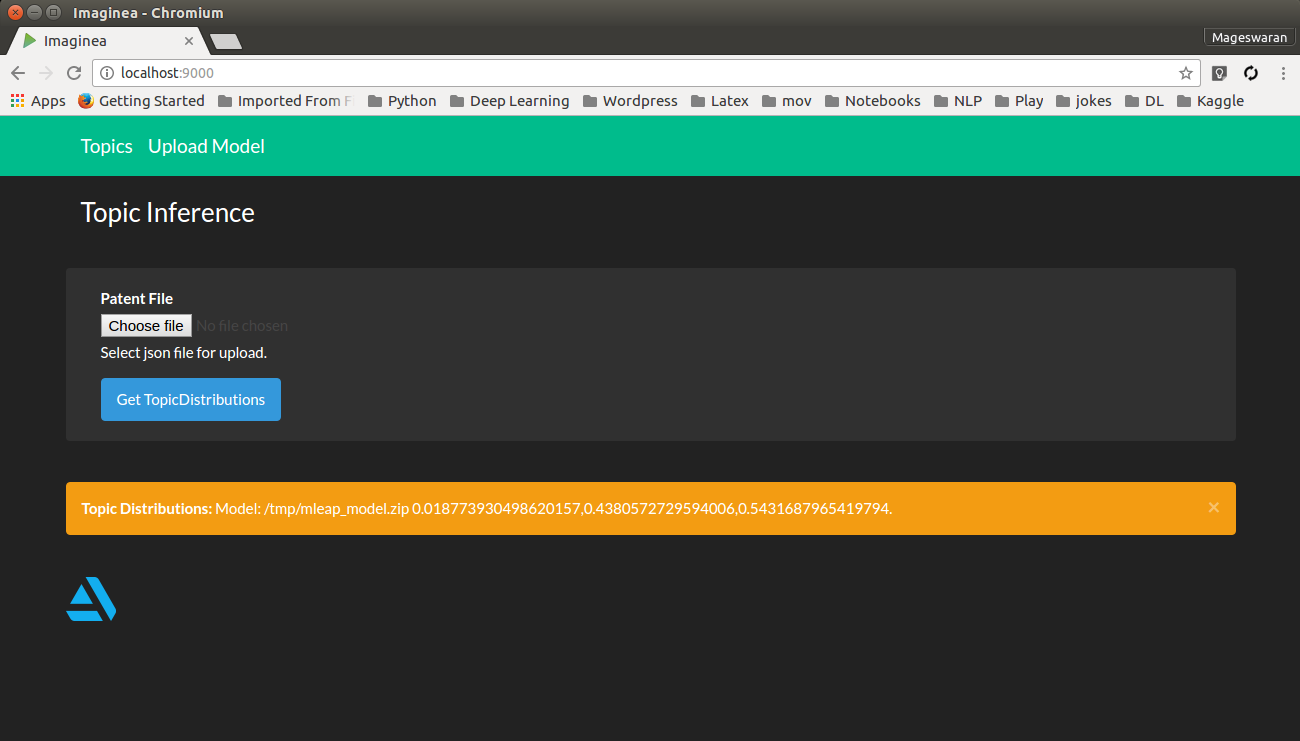 Imaginea - Chromium
Imaginea
Mageswaran
localhost:9000
Apps Getting Started Imported From F Python Deep Learning Wordpress Latex mov Notebooks NLP Play jokes DL Kaggle
Topics Upload Model
Topic Inference
Patent File
Choose file No file chosen
Select json file for upload.
Get TopicDistributions
Topic Distributions: Model: /tmp/mleap_model.zip 0.018773930498620157,0.4380572729594006,0.5431687965419794.